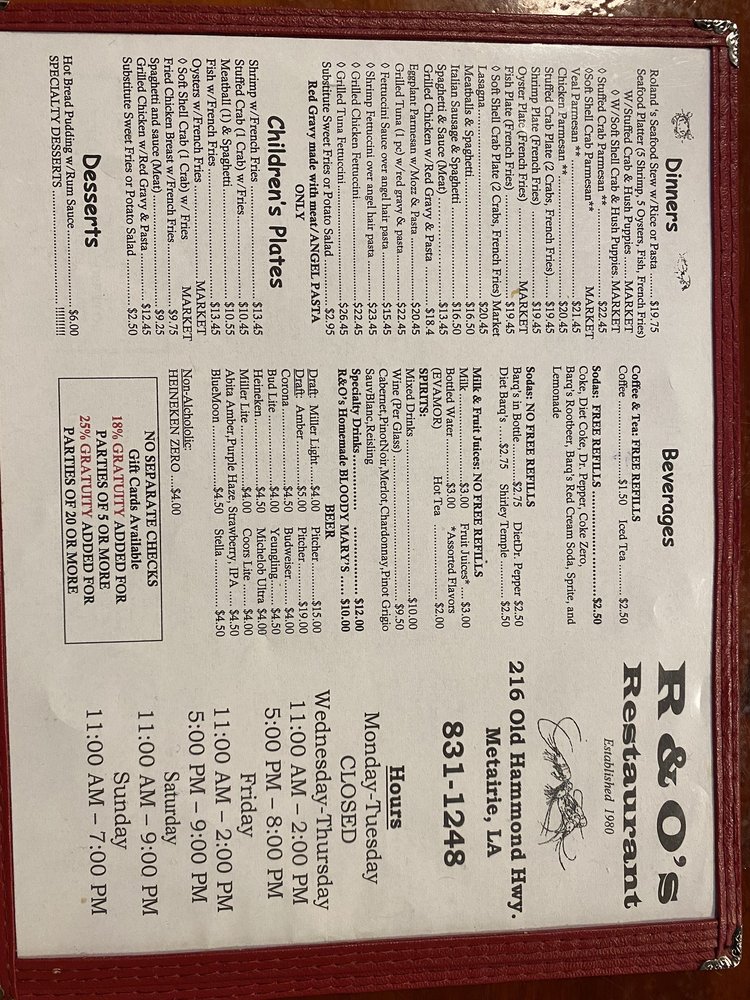 Dinners
Roland 's Seafood Stew w/Rice or Pasta .......... $19.75
Seafood Platter (5 Shrimp, 5 Oysters, Fish, French Fries)
W/Stuffed Crab & Hush Puppies....... MARKET
◊ W/Soft Shell Crab & Hush Puppies. MARKET
◊ Stuffed Crab Parmesan ** .......... $22.45
◊Soft Shell Crab Parmesan** .......... MARKET
Veal Parmesan ** .......... $21.45
Chicken Parmesan ** .......... $20.45
Stuffed Crab Plate (2 Crabs, French Fries)..... $19.45
Shrimp Plate (French Fries) .......... $19.45
Oyster Plate (French Fries) .......... MARKET
Fish Plate (French Fries) .......... $19.45
◊ Soft Shell Crab Plate (2 Crabs, French Fries) Market
Lasagna .......... $20.45
Meatballs & Spaghetti .......... $16.50
Italian Sausage & Spaghetti .......... $16.50
Spaghetti & Sauce (Meat) .......... $13.45
Grilled Chicken w/Red Gravy & Pasta .......... $18.4
Eggplant Parmesan w/Morz & Pasta .......... $20.45
Grilled Tuna (1 pc) w/red gravy & pasta .......... $22.45
◊ Fettuccini Sauce over angel hair pasta ..... $15.45
◊ Shrimp Fettuccini over angel hair pasta ..... $23.45
◊ Grilled Chicken Fettuccini .......... $22.45
◊ Grilled Tuna Fettuccini .......... $26.45
Substitute Sweet Fries or Potato Salad ..... $2.95
Red Gravy made with meat/ANGEL PASTA
ONLY
Children's Plates
Shrimp w/French Fries .......... $13.45
Stuffed Crab (1 Crab) w/Fries .......... $10.45
Meatball (1) & Spaghetti .......... $10.55
Fish w/French Fries .......... $13.45
Oysters w/French Fries .......... MARKET
◊ Soft Shell Crab (1 Crab) w/ Fries MARKET
Fried Chicken Breast w/French Fries..... $9.75
Spaghetti and sauce (Meat) .......... $9.25
Grilled Chicken w/Red Gravy & Pasta ..... $12.45
Substitute Sweet Fries or Potato Salad ..... $2.50
Desserts
Hot Bread Pudding w/Rum Sauce .......... $6.00
SPECIALTY DESSERTS .......... !!!!!!!!!
Beverages
Coffee & Tea: FREE REFILLS
Coffee .......... $1.50 Iced Tea .......... $2.50
Sodas: FREE REFILLS .......... $2.50
Coke, Diet Coke, Dr. Pepper, Coke Zero,
Barq's Rootbeer, Barq's Red Cream Soda, Sprite, and
Lemonade
Sodas: NO FREE REFILLS
Barq's in Bottle.........$2.75 DietDr. Pepper $2.50
Diet Barq's ...$2.75 Shirley Temple .......... $2.50
Milk & Fruit Juices: NO FREE REFILLS
Milk .......... $3.00 Fruit Juices* .... $3.00
Bottled Water .......... $3.00 *Assorted Flavors
(EVAMOR) Hot Tea .......... $2.00
SPIRITS:
Mixed Drinks .......... $10.00
Wine (Per Glass) .......... $9.50
Cabernet,PinotNoir,Merlot,Chardonnay,Pinot Grigio
SauvBlanc,Reisling
Specialty Drinks .......... $12.00
R&O's Homemade BLOODY MARY'S ..... $10.00
BEER
Draft: Miller Light .... $4.00 Pitcher .......... $15.00
Draft: Amber .......... $5.00 Pitcher .......... $19.00
Corona .......... $4.50 Budweiser .......... $4.00
Bud Lite .......... $4.00 Yeungling .......... $4.50
Heineken .......... $4.50 Michelob Ultra $4.00
Miller Lite .......... $4.00 Coors Lite .......... $4.00
Abita Amber,Purple Haze, Strawberry, IPA .... $4.50
BlueMoon .......... $4.50 Stella .......... $4.50
Non-Alcholoic:
HEINEKEN ZERO .... $4.00
NO SEPARATE CHECKS
Gift Cards Available
18% GRATUITY ADDED FOR
PARTIES OF 5 OR MORE
25% GRATUITY ADDED FOR
PARTIES OF 20 OR MORE
R & O's
Restaurant
Established 1980
216 Old Hammond Hwy.
Metairie, LA
831-1248
Hours
Monday-Tuesday
CLOSED
Wednesday-Thursday
11:00 AM – 2:00 PM
5:00 PM – 8:00 PM
Friday
11:00 AM – 2:00 PM
5:00 PM – 9:00 PM
Saturday
11:00 AM – 9:00 PM
Sunday
11:00 AM – 7:00 PM